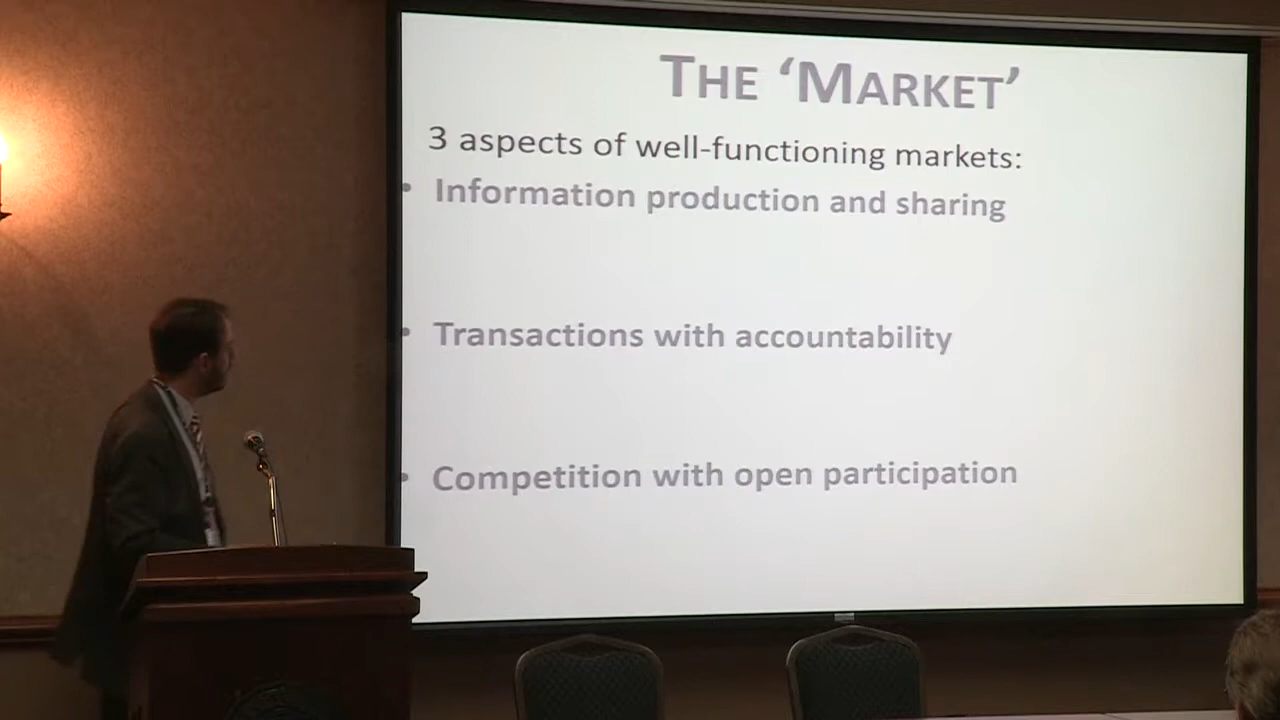 THE ‘MARKET’
3 aspects of well-functioning markets:
• Information production and sharing
• Transactions with accountability
• Competition with open participation